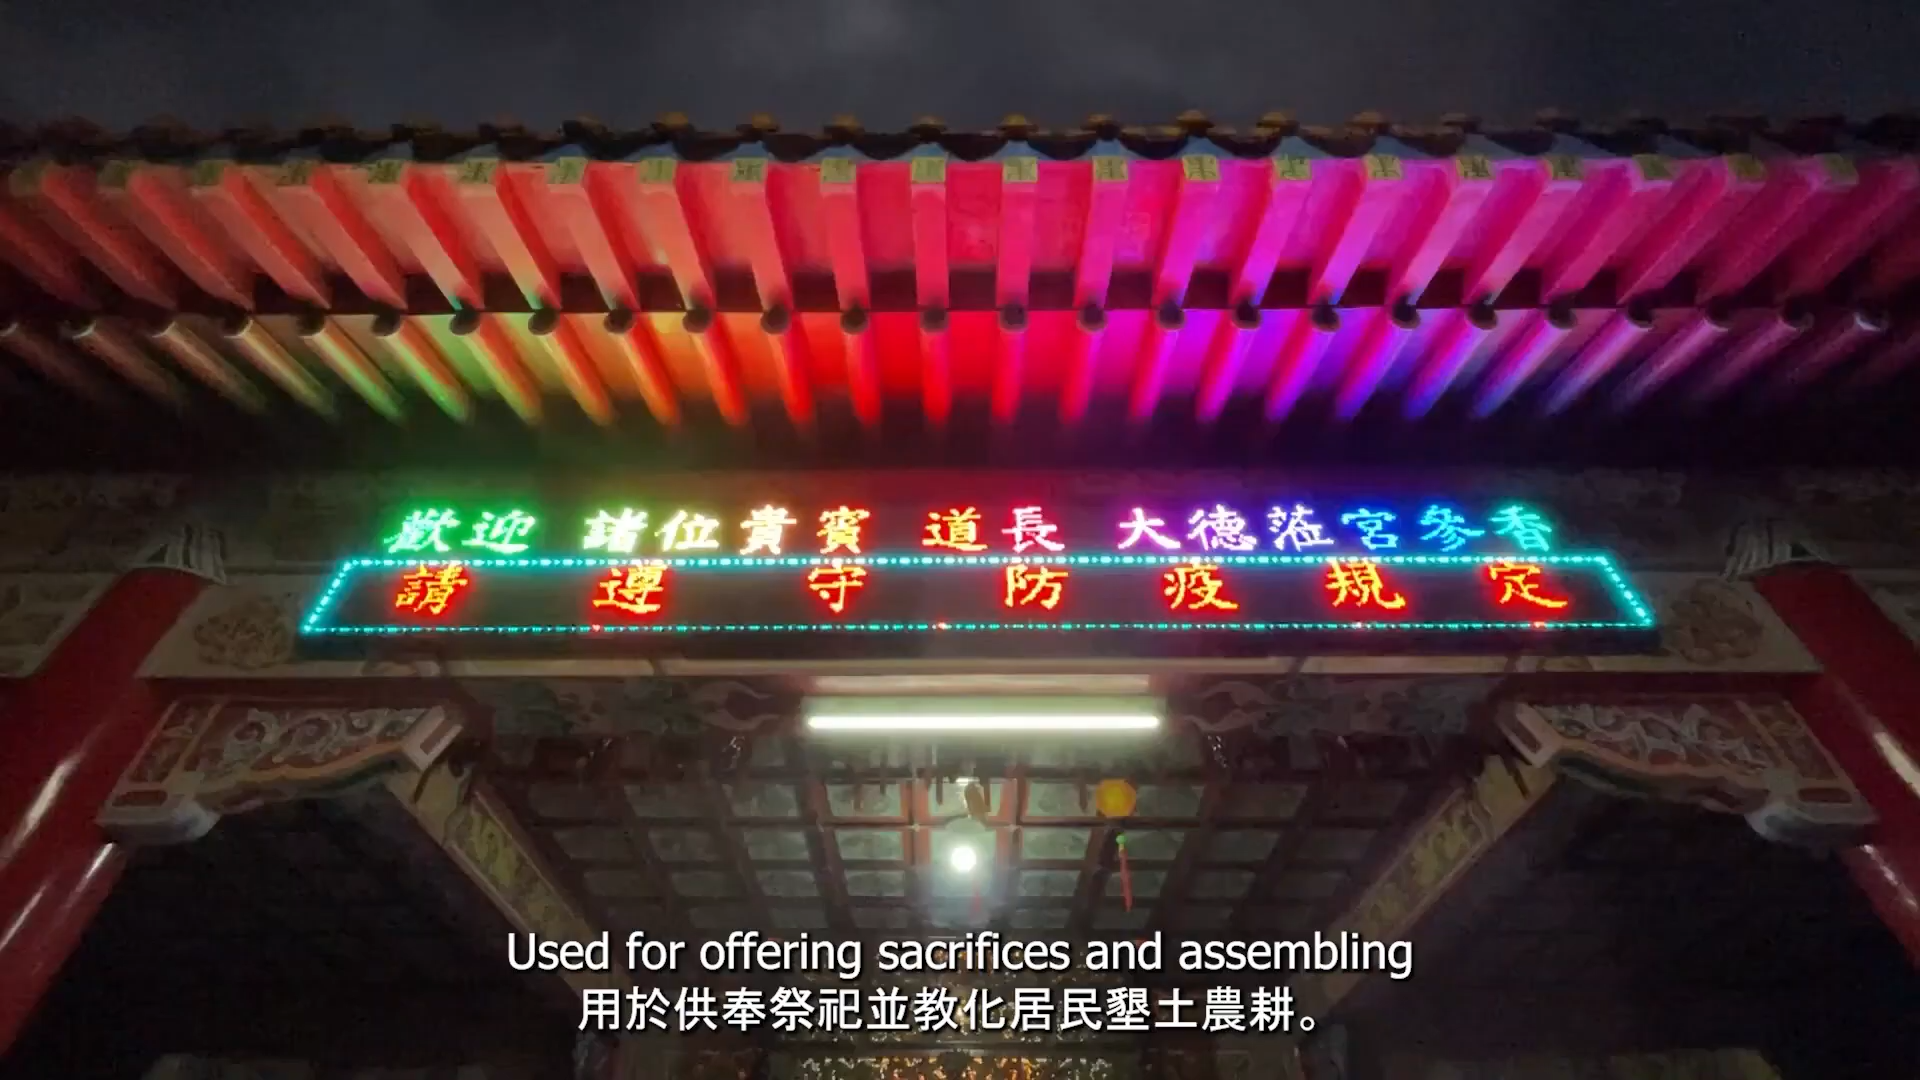 歡迎 諸位貴賓 道長 大德蒞宮參香
請遵守防疫規定
Used for offering sacrifices and assembling
用於供奉祭祀並教化居民墾土農耕。